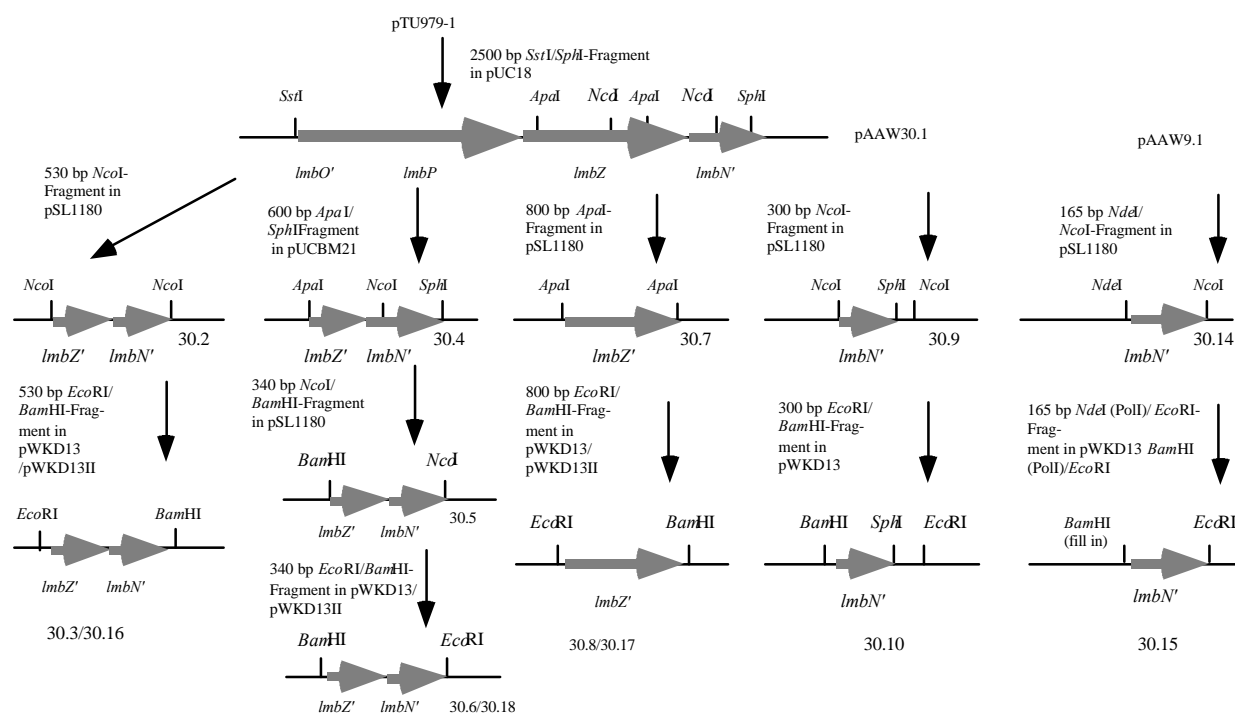 pTU979-1
2500 bp SstI/SphI-Fragment
in pUC18
SstI
ApaI
NcoI
ApaI
NcoI
SphI
pAAW30.1
pAAW9.1
lmbO'
lmbP
lmbZ
lmbN'
530 bp NcoI-
Fragment in
pSL1180
600 bp ApaI/
SphIFragment
in pUCBM21
800 bp ApaI-
Fragment in
pSL1180
300 bp NcoI-
Fragment in
pSL1180
165 bp NdeI/
NcoI-Fragment in
pSL1180
NcoI
NcoI
ApaI
NcoI
SphI
ApaI
ApaI
NcoI
SphI
NcoI
NdeI
NcoI
30.2
30.4
30.7
30.9
30.14
lmbZ'
lmbN'
lmbZ'
lmbN'
lmbZ'
lmbN'
lmbN'
530 bp EcoRI/
BamHI-Frag-
ment in
pWKD13
/pWKD13II
340 bp NcoI/
BamHI-Fragment
in pSL1180
800 bp EcoRI/
BamHI-Frag-
ment in
pWKD13/
pWKD13II
300 bp EcoRI/
BamHI-Frag-
ment in
pWKD13
165 bp NdeI (PolI)/ EcoRI-
Frag-
ment in pWKD13 BamHI
(PolI)/EcoRI
BamHI
NcoI
lmbZ'
lmbN'
30.5
EcoRI
BamHI
EcoRI
BamHI
BamHI
SphI
EcoRI
BamHI
(fill in)
EcoRI
lmbZ'
lmbN'
lmbZ'
lmbN'
lmbN'
340 bp EcoRI/BamHI-
Fragment in pWKD13/
pWKD13II
30.3/30.16
30.8/30.17
30.10
30.15
BamHI
EcoRI
lmbZ'
lmbN'
30.6/30.18